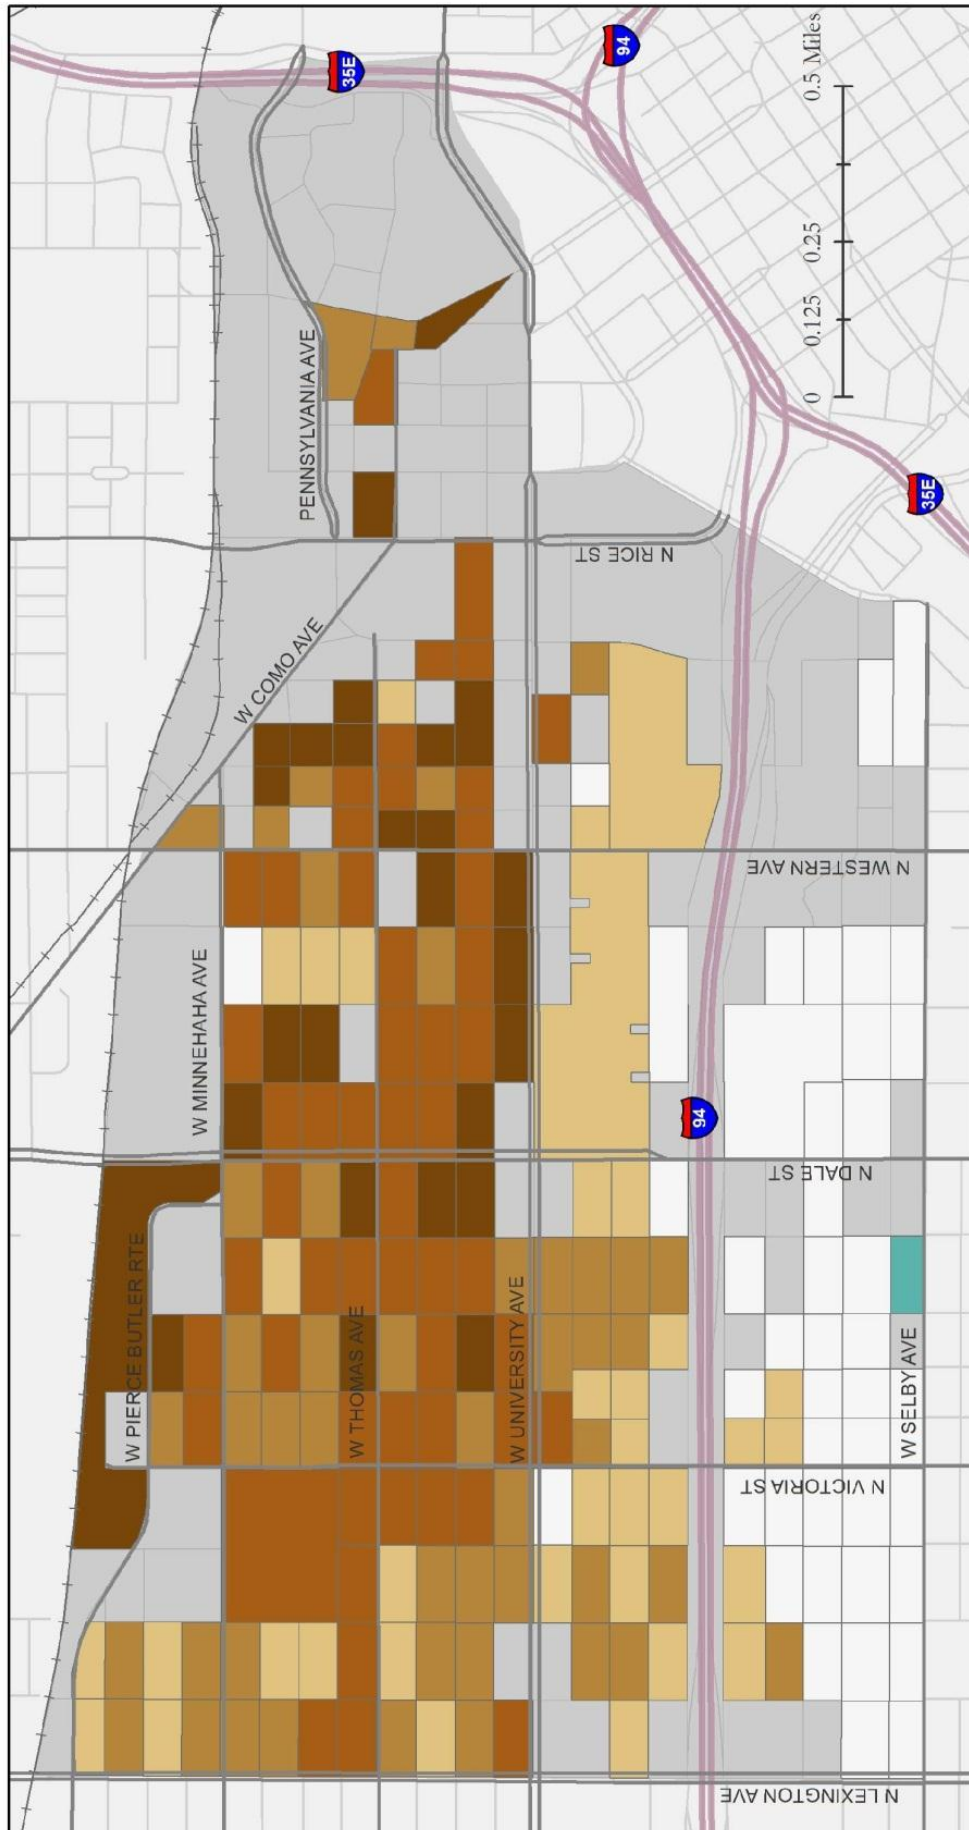 94
35E
0.5 Miles
0.25
0.125
0
PENNSYLVANIA AVE
35E
N RICE ST
W COMO AVE
N WESTERN AVE
W MINNEHAHA AVE
94
N DALE ST
W PIERCE BUTLER RTE
W THOMAS AVE
W UNIVERSITY AVE
W SELBY AVE
N VICTORIA ST
N LEXINGTON AVE